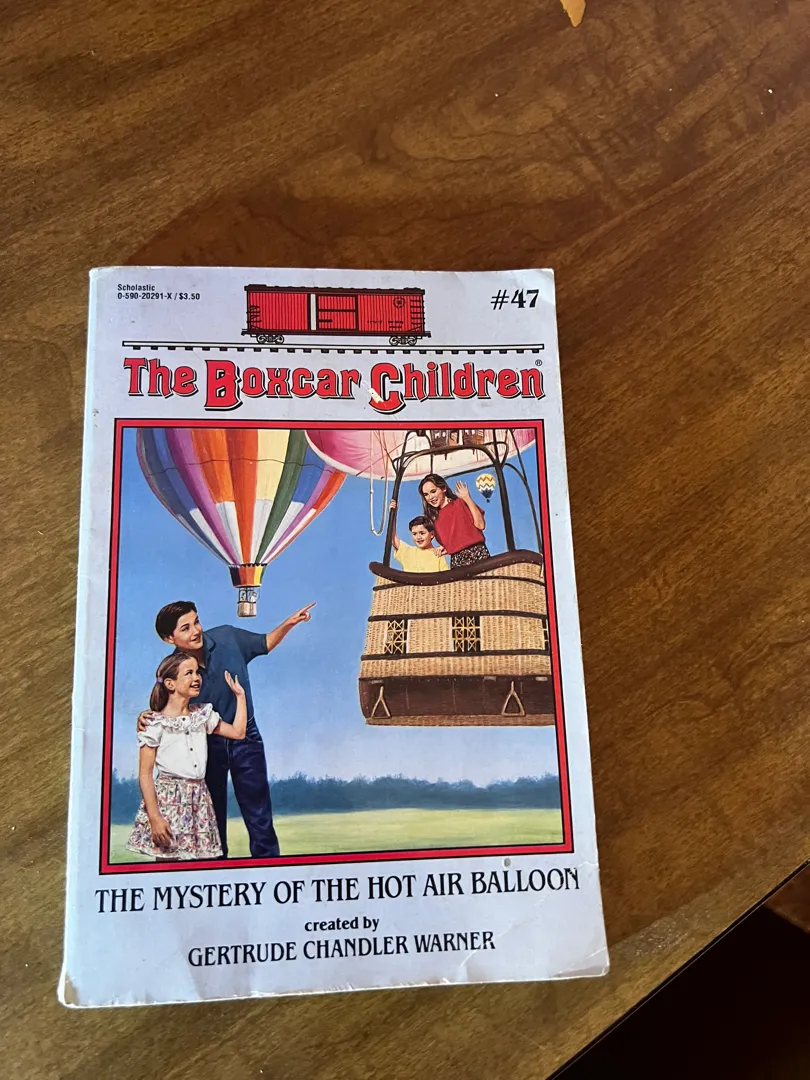 Scholastic
0-590-20291-X / $3.50
#47
The Boxcar Children®
THE MYSTERY OF THE HOT AIR BALLOON
created by
GERTRUDE CHANDLER WARNER